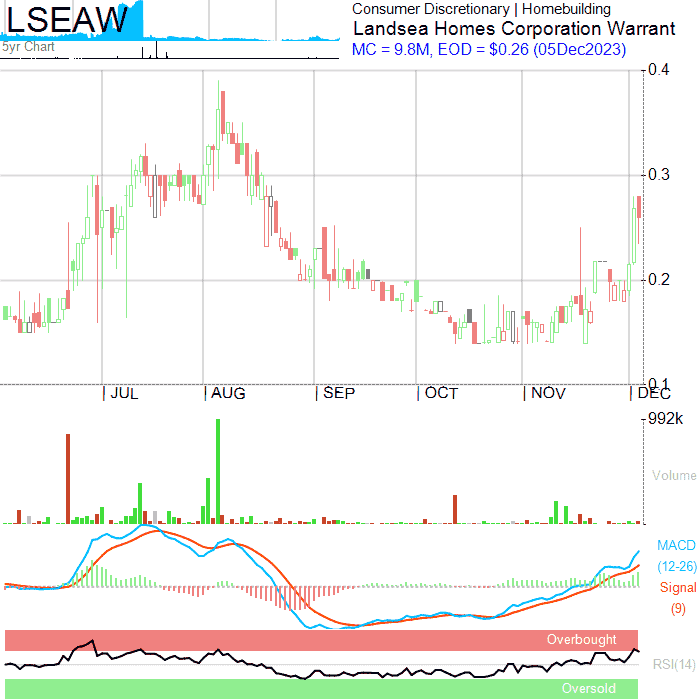 LSEAW
5yr Chart
Consumer Discretionary | Homebuilding
Landsea Homes Corporation Warrant
MC = 9.8M, EOD = $0.26 (05Dec2023)
0.4
0.3
0.2
0.1
JUL
AUG
SEP
OCT
NOV
DEC
992k
Volume
MACD
(12-26)
Signal
(9)
Overbought
RSI(14)
Oversold